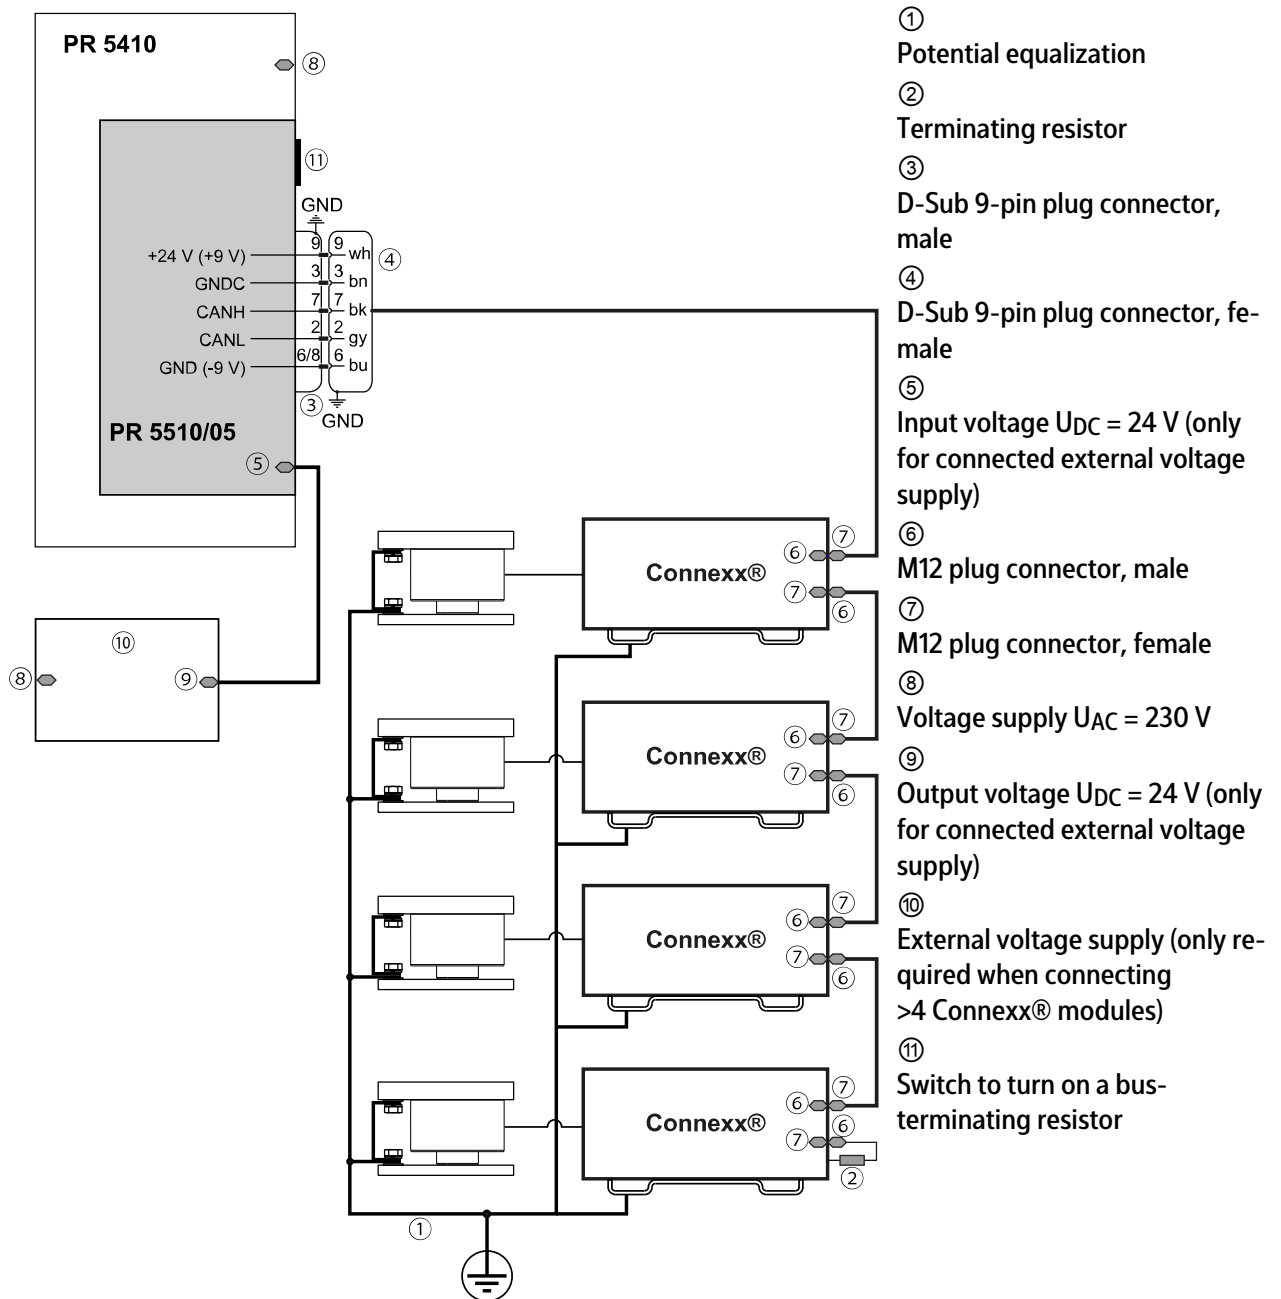 PR 5410
⑧
⑪
GND
+24 V (+9 V) 9 9 wh ④
GNDC 3 3 bn
CANH 7 7 bk
CANL 2 2 gy
GND (-9 V) 6/8 6 bu
③
GND
PR 5510/05
⑤
⑩
⑧ ⑨
Connexx® ⑥ ⑦
⑦ ⑥
Connexx® ⑥ ⑦
⑦ ⑥
Connexx® ⑥ ⑦
⑦ ⑥
Connexx® ⑥ ⑦
⑦ ⑥
②
①
①
Potential equalization
②
Terminating resistor
③
D-Sub 9-pin plug connector,
male
④
D-Sub 9-pin plug connector, fe-
male
⑤
Input voltage UDC = 24 V (only
for connected external voltage
supply)
⑥
M12 plug connector, male
⑦
M12 plug connector, female
⑧
Voltage supply UAC = 230 V
⑨
Output voltage UDC = 24 V (only
for connected external voltage
supply)
⑩
External voltage supply (only re-
quired when connecting
>4 Connexx® modules)
⑪
Switch to turn on a bus-
terminating resistor